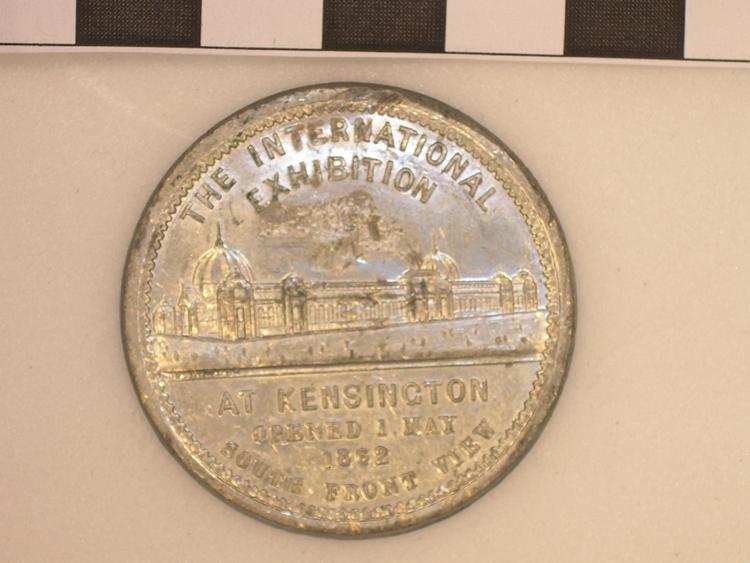 THE INTERNATIONAL
EXHIBITION
AT KENSINGTON
OPENED 1 MAY
1862
SOUTH FRONT VIEW